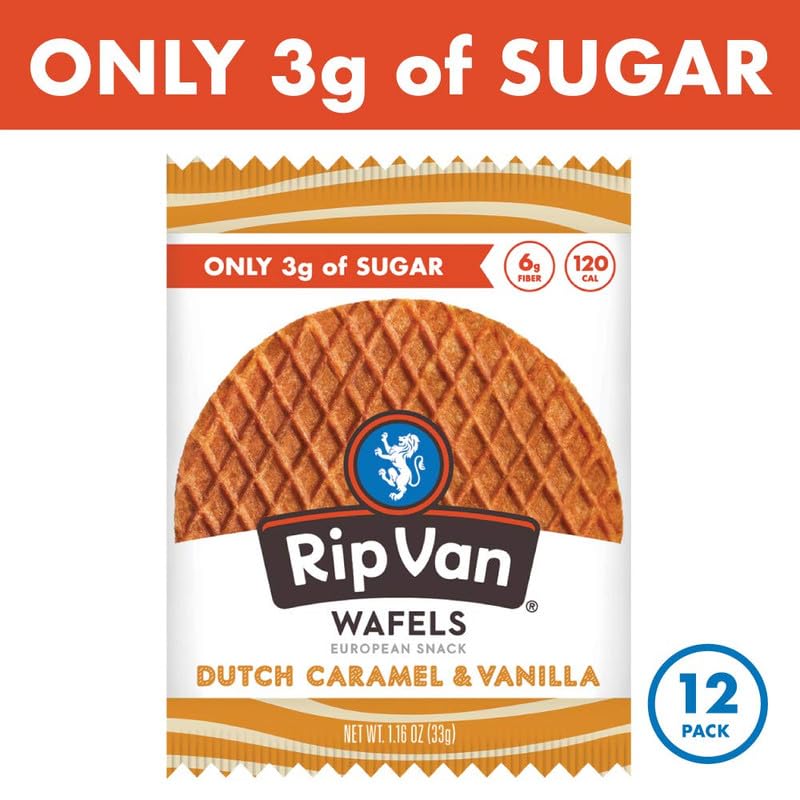 ONLY 3g of SUGAR
ONLY 3g of SUGAR
6g
FIBER
120
CAL
Rip Van
®
WAFELS
EUROPEAN SNACK
DUTCH CARAMEL & VANILLA
NET WT. 1.16 OZ (33g)
12
PACK